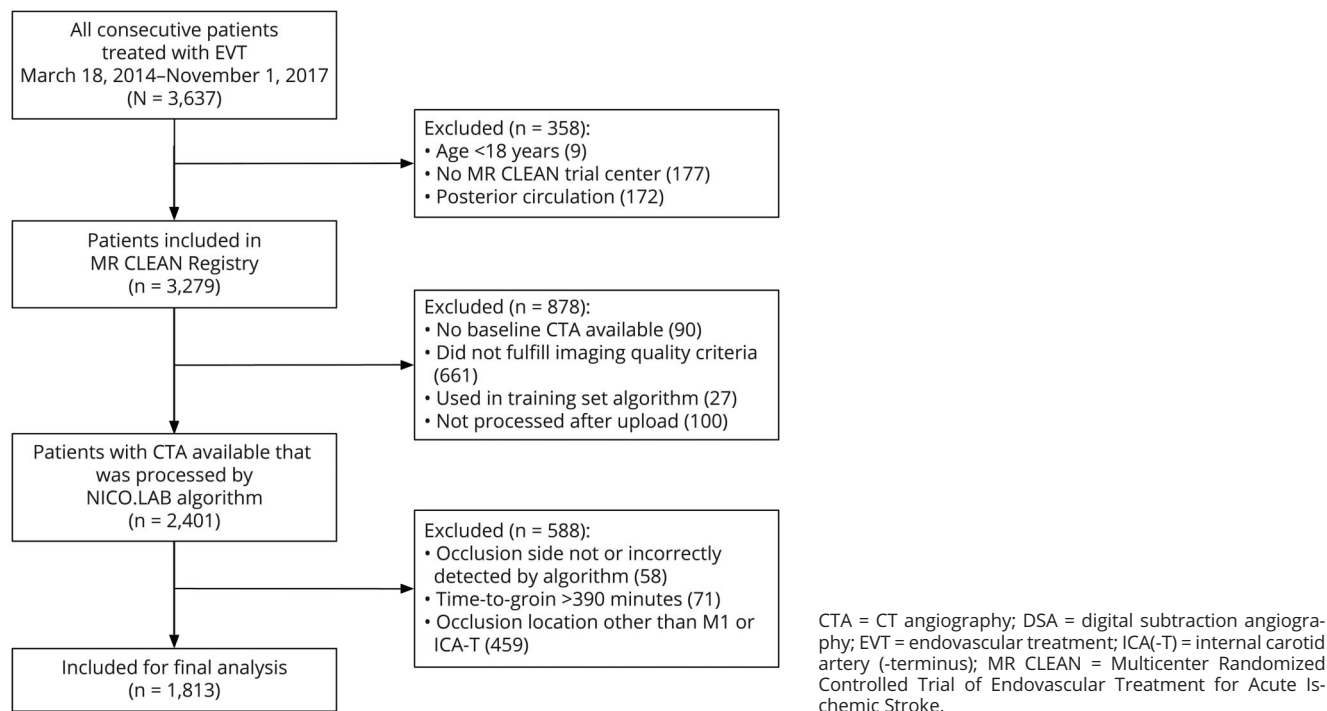 All consecutive patients
treated with EVT
March 18, 2014–November 1, 2017
(N = 3,637)
Excluded (n = 358):
• Age <18 years (9)
• No MR CLEAN trial center (177)
• Posterior circulation (172)
Patients included in
MR CLEAN Registry
(n = 3,279)
Excluded (n = 878):
• No baseline CTA available (90)
• Did not fulfill imaging quality criteria
(661)
• Used in training set algorithm (27)
• Not processed after upload (100)
Patients with CTA available that
was processed by
NICO.LAB algorithm
(n = 2,401)
Excluded (n = 588):
• Occlusion side not or incorrectly
detected by algorithm (58)
• Time-to-groin >390 minutes (71)
• Occlusion location other than M1 or
ICA-T (459)
Included for final analysis
(n = 1,813)
CTA = CT angiography; DSA = digital subtraction angiogra-
phy; EVT = endovascular treatment; ICA(-T) = internal carotid
artery (-terminus); MR CLEAN = Multicenter Randomized
Controlled Trial of Endovascular Treatment for Acute Is-
chemic Stroke.